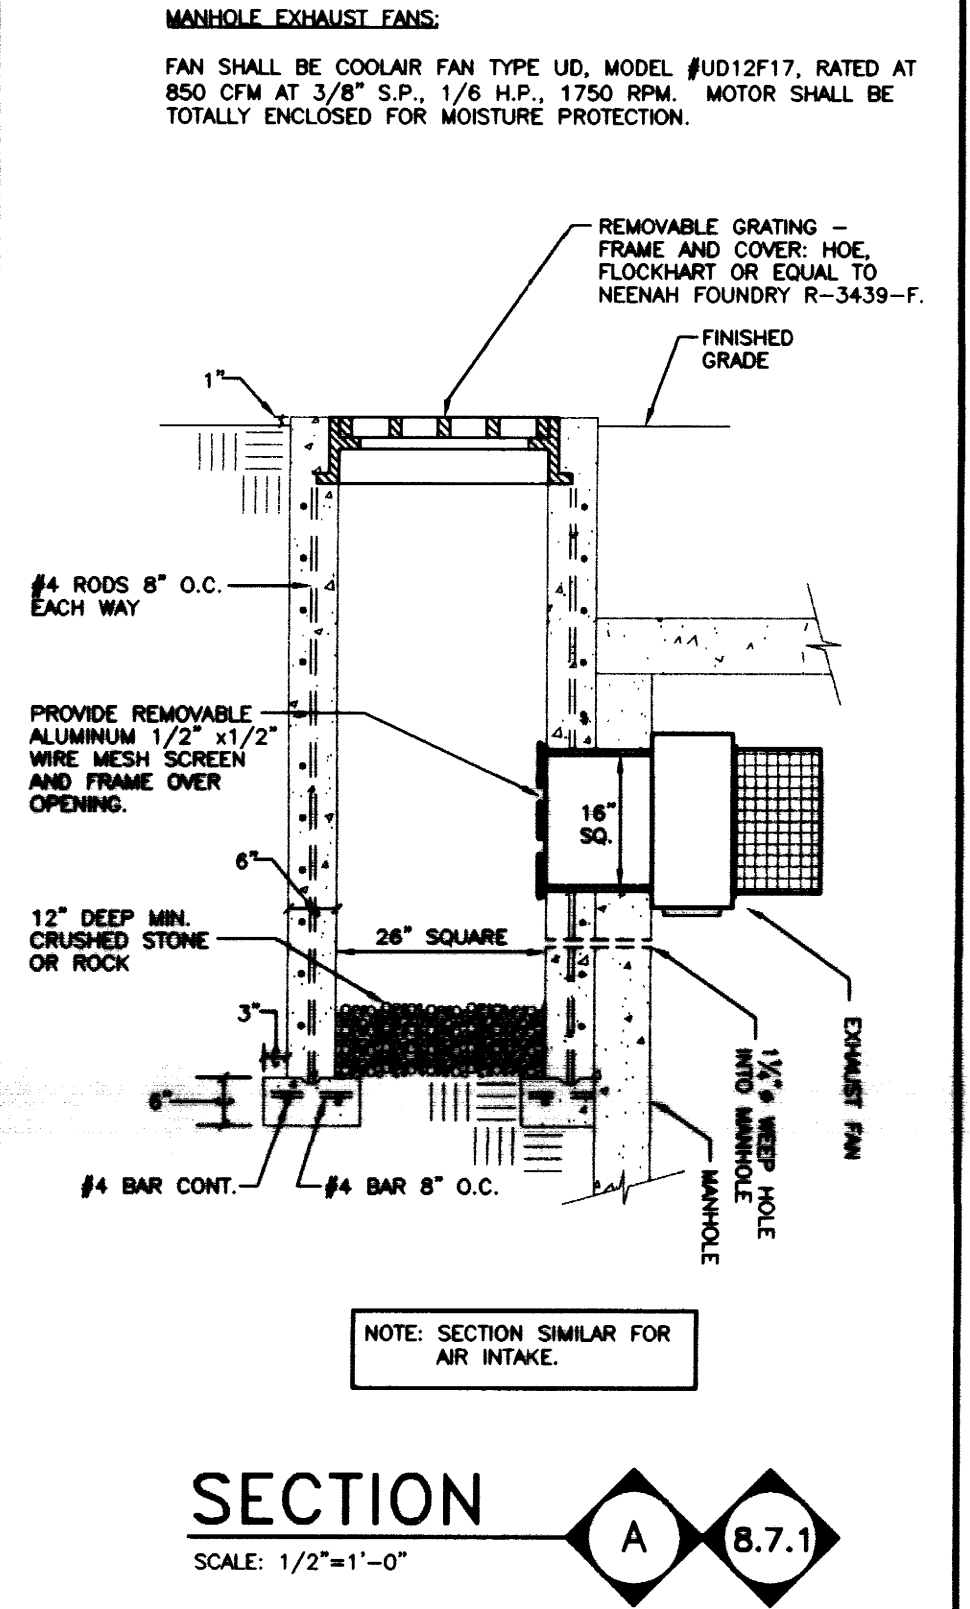 MANHOLE EXHAUST FANS:
FAN SHALL BE COOLAIR FAN TYPE UD, MODEL #UD12F17, RATED AT
850 CFM AT 3/8" S.P., 1/6 H.P., 1750 RPM. MOTOR SHALL BE
TOTALLY ENCLOSED FOR MOISTURE PROTECTION.
REMOVABLE GRATING –
FRAME AND COVER: HOE,
FLOCKHART OR EQUAL TO
NEENAH FOUNDRY R–3439–F.
FINISHED
GRADE
1"
#4 RODS 8" O.C.
EACH WAY
PROVIDE REMOVABLE
ALUMINUM 1/2" x1/2"
WIRE MESH SCREEN
AND FRAME OVER
OPENING.
16"
SQ.
6"
12" DEEP MIN.
CRUSHED STONE
OR ROCK
26" SQUARE
3"
6"
EXHAUST FAN
1¼" ø WEEP HOLE
INTO MANHOLE
MANHOLE
#4 BAR CONT.
#4 BAR 8" O.C.
NOTE: SECTION SIMILAR FOR
AIR INTAKE.
SECTION
A
8.7.1
SCALE: 1/2"=1'–0"